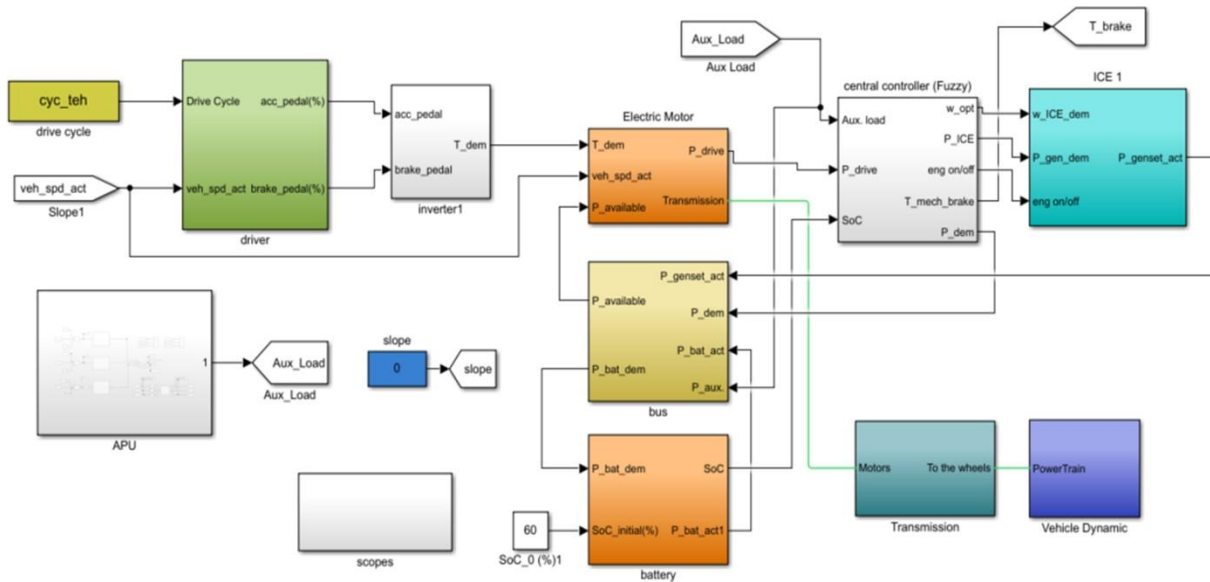 T_brake
Aux_Load
Aux Load
cyc_teh
drive cycle
Drive Cycle
acc_pedal(%)
veh_spd_act
brake_pedal(%)
driver
veh_spd_act
Slope1
acc_pedal
T_dem
brake_pedal
inverter1
Electric Motor
T_dem
P_drive
veh_spd_act
Transmission
P_available
central controller (Fuzzy)
Aux. load
w_opt
P_ICE
P_drive
eng on/off
T_mech_brake
SoC
P_dem
ICE 1
w_ICE_dem
P_gen_dem
P_genset_act
eng on/off
P_genset_act
P_available
P_dem
P_bat_act
P_bat_dem
P_aux.
bus
1
APU
Aux_Load
Aux_Load
slope
0
slope
P_bat_dem
SoC
60
SoC_initial(%)
P_bat_act1
SoC_0 (%)1
battery
scopes
Motors
To the wheels
Transmission
PowerTrain
Vehicle Dynamic